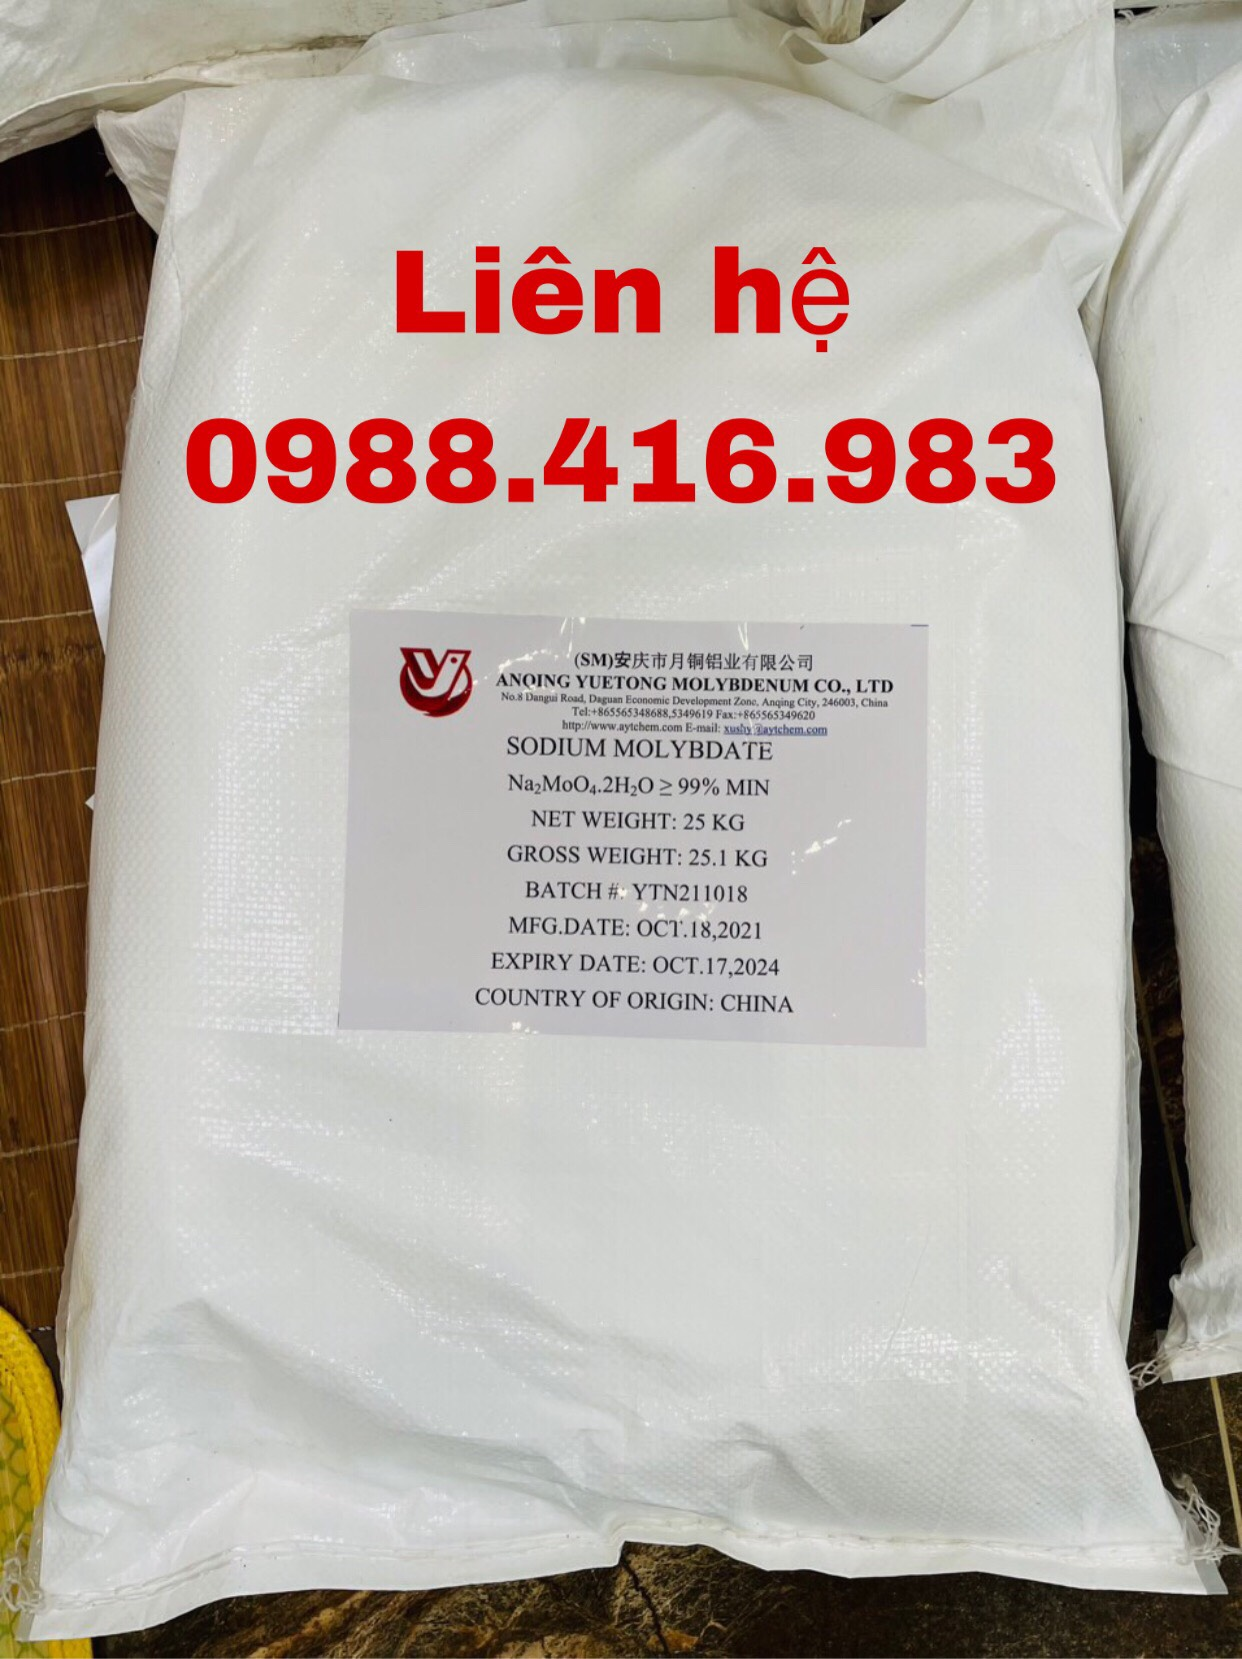 Liên hệ
0988.416.983
(SM)安庆市月铜铝业有限公司
ANQING YUETONG MOLYBDENUM CO., LTD
No.8 Dangui Road, Daguan Economic Development Zone, Anqing City, 246003, China
Tel:+865565348688,5349619 Fax:+865565349620
http://www.aytchem.com E-mail: xushy@aytchem.com
SODIUM MOLYBDATE
Na₂MoO₄.2H₂O ≥ 99% MIN
NET WEIGHT: 25 KG
GROSS WEIGHT: 25.1 KG
BATCH #: YTN211018
MFG.DATE: OCT.18,2021
EXPIRY DATE: OCT.17,2024
COUNTRY OF ORIGIN: CHINA